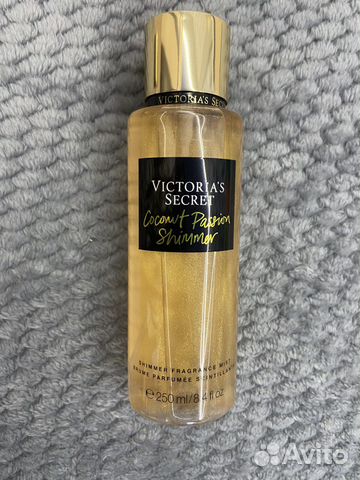 VICTORIA'S SECRE
VICTORIA'S
SECRET
Coconut Passion
Shimmer
SHIMMER FRAGRANCE MIST
BRUME PARFUMÉE SCINTILLANTE
e 250 ml/8.4 fl oz
Avito